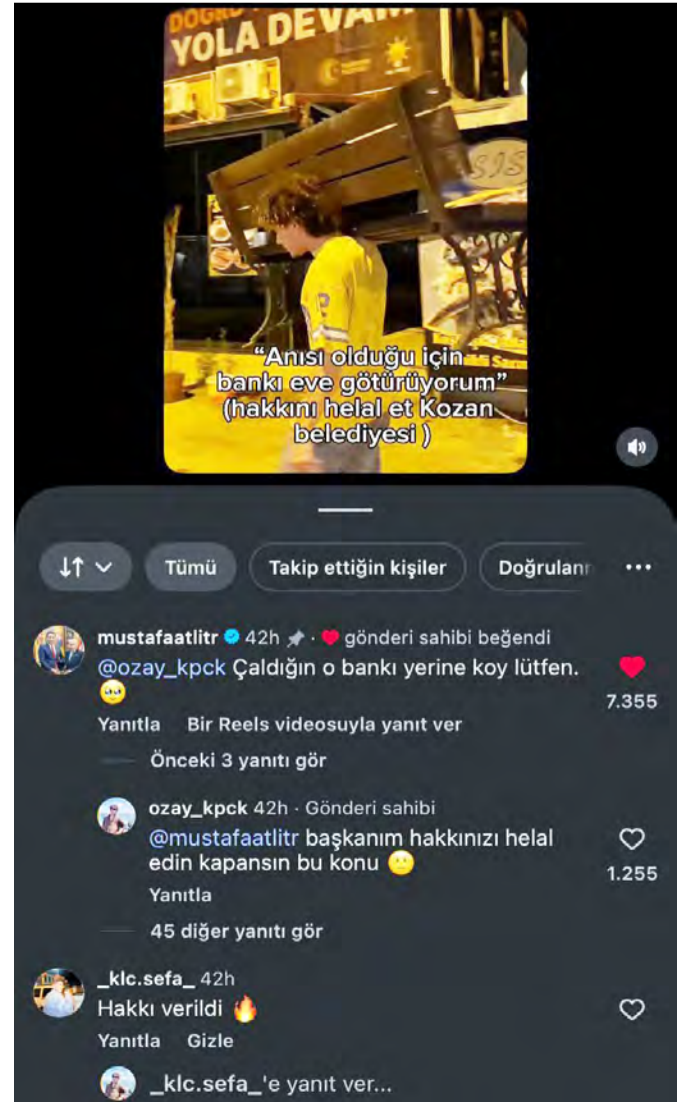 DOĞRU
YOLA DEVAM
SIS
P
“Anısı olduğu için
bankı eve götürüyorum”
(hakkını helal et Kozan
belediyesi )
Tümü
Takip ettiğin kişiler
Doğrulanı
mustafaatlitr 42h · gönderi sahibi beğendi
@ozay_kpck Çaldığın o bankı yerine koy lütfen.
🥹
7.355
Yanıtla Bir Reels videosuyla yanıt ver
Önceki 3 yanıtı gör
ozay_kpck 42h · Gönderi sahibi
@mustafaatlitr başkanım hakkınızı helal
edin kapansın bu konu 🙁
1.255
Yanıtla
45 diğer yanıtı gör
_klc.sefa_ 42h
Hakkı verildi 🔥
Yanıtla Gizle
_klc.sefa_'e yanıt ver...